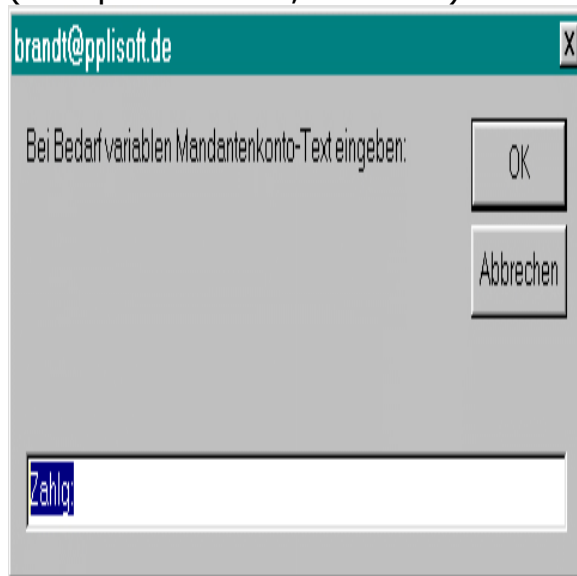 brandt@pplisoft.de
Bei Bedarf variablen Mandantenkonto-Text eingeben:
OK
Abbrechen
Zahlg: